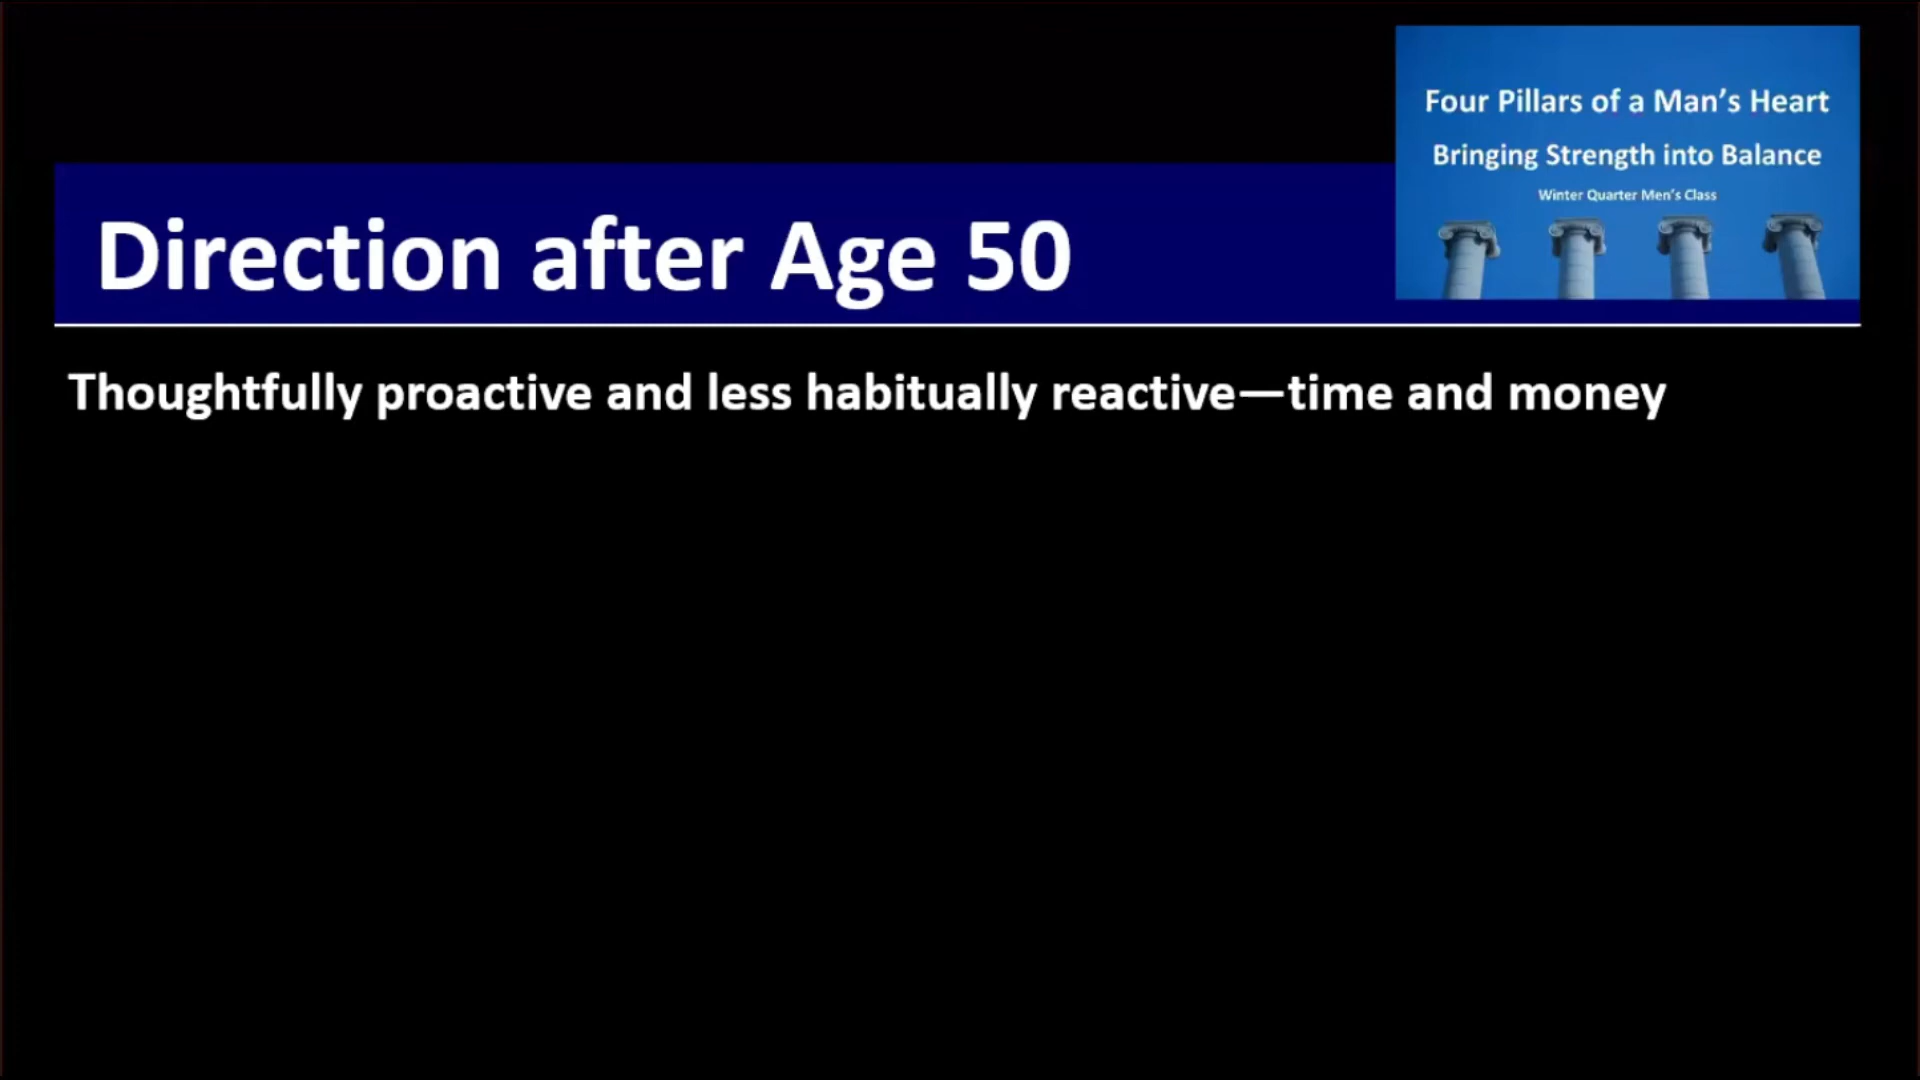 Four Pillars of a Man’s Heart
Bringing Strength into Balance
Winter Quarter Men’s Class
Direction after Age 50
Thoughtfully proactive and less habitually reactive—time and money